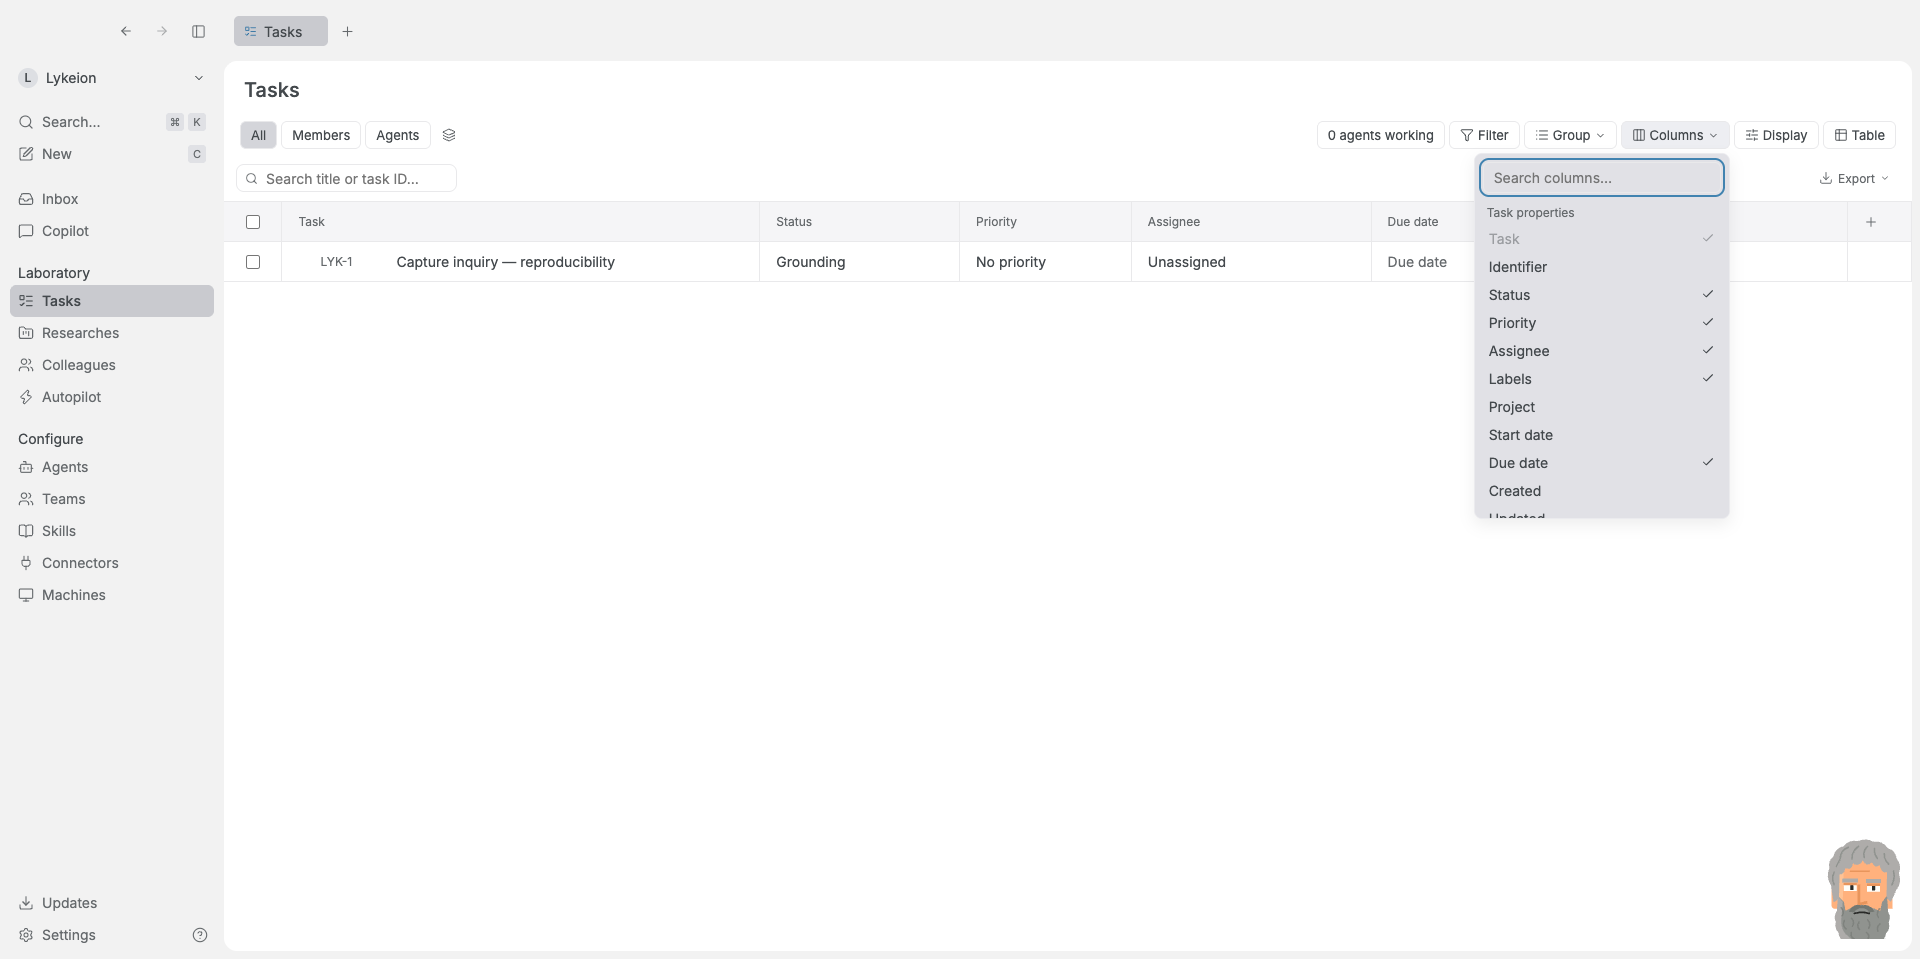 Tasks
L Lykeion
Search... ⌘ K
New C
Inbox
Copilot
Laboratory
Tasks
Researches
Colleagues
Autopilot
Configure
Agents
Teams
Skills
Connectors
Machines
Updates
Settings
Tasks
All Members Agents
0 agents working Filter Group Columns Display Table
Search title or task ID...
Export
Task Status Priority Assignee Due date
LYK-1 Capture inquiry — reproducibility Grounding No priority Unassigned Due date
Search columns...
Task properties
Task
Identifier
Status
Priority
Assignee
Labels
Project
Start date
Due date
Created
Updated